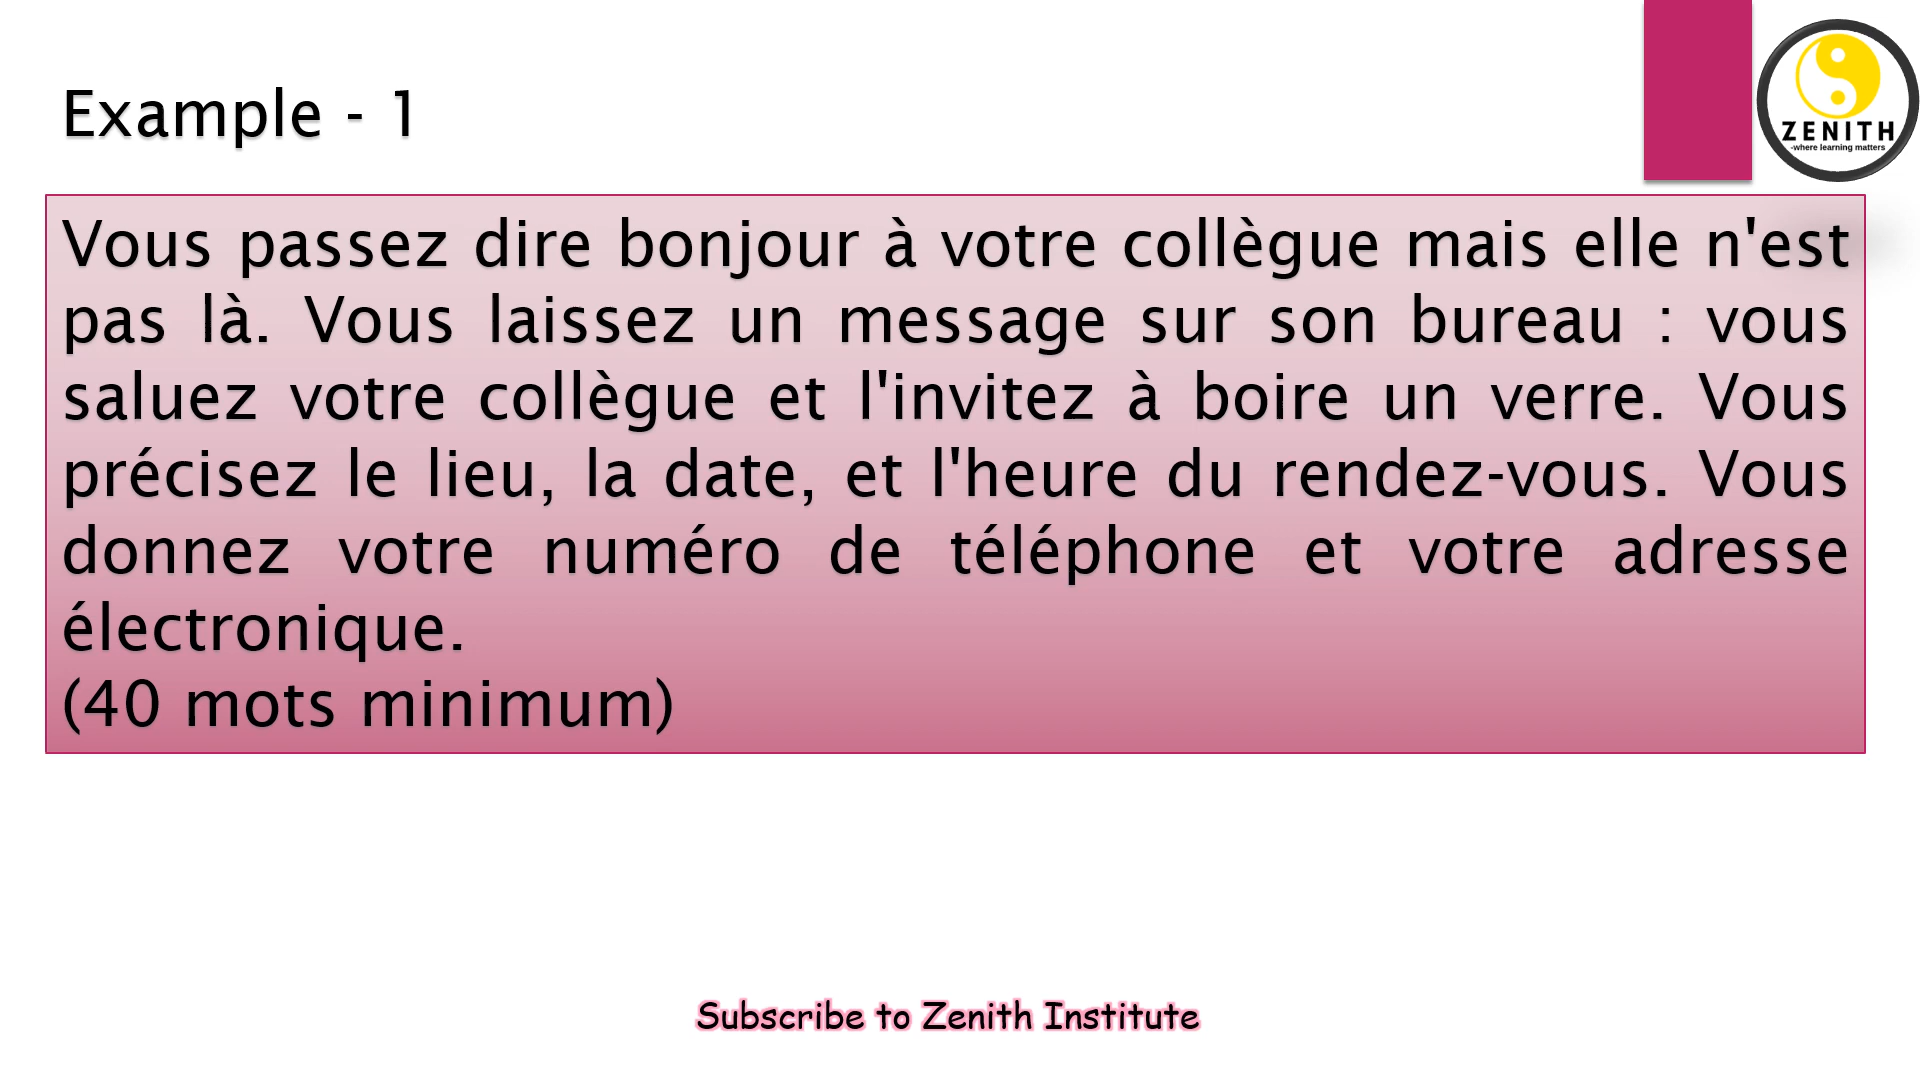 Example - 1
ZENITH
-where learning matters
Vous passez dire bonjour à votre collègue mais elle n'est
pas là. Vous laissez un message sur son bureau : vous
saluez votre collègue et l'invitez à boire un verre. Vous
précisez le lieu, la date, et l'heure du rendez-vous. Vous
donnez votre numéro de téléphone et votre adresse
électronique.
(40 mots minimum)
Subscribe to Zenith Institute